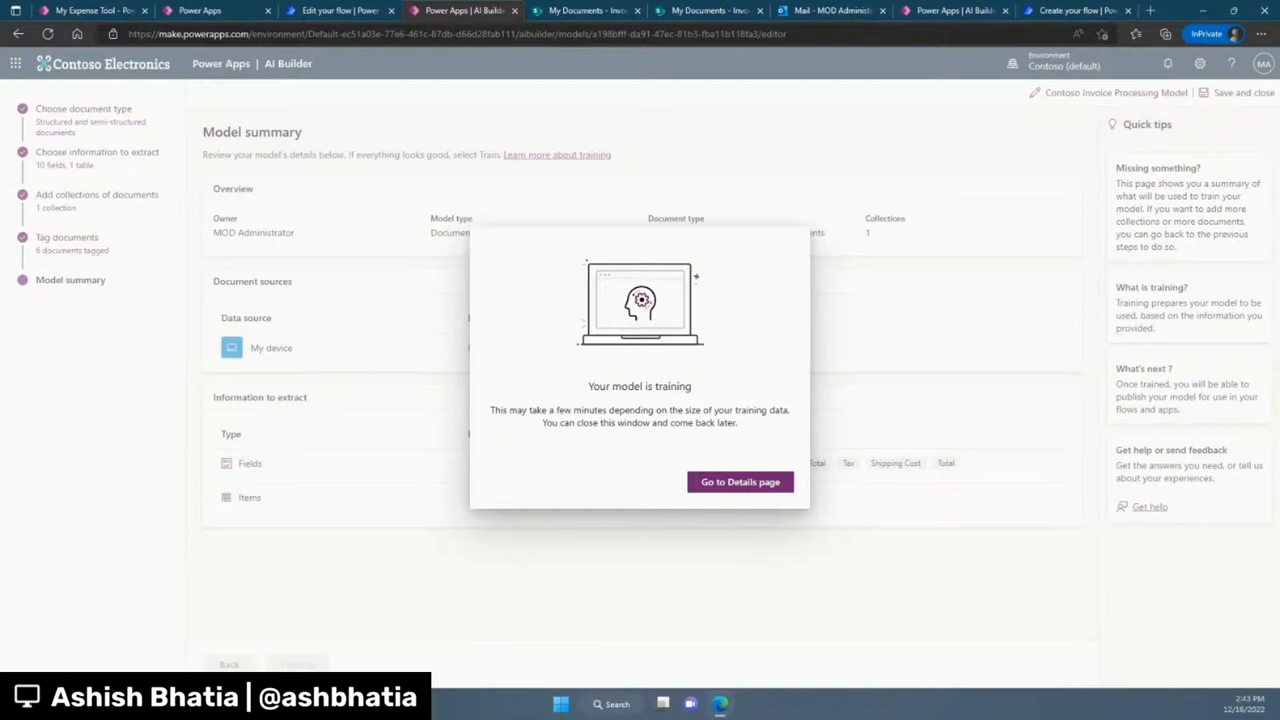 My Expense Tool - Pow
Power Apps
Edit your flow | Power
Power Apps | AI Builde
My Documents - Invoi
My Documents - Invo
Mail - MOD Administ
Power Apps | AI Builde
Create your flow | Pow
https://make.powerapps.com/environment/Default-ec51a03e-77e6-461c-87db-d66d28fab111/aibuilder/models/a198bfff-da91-47ec-81b3-fba11b118fa3/editor
InPrivate
Contoso Electronics
Power Apps | AI Builder
Environment
Contoso (default)
MA
Contoso Invoice Processing Model
Save and close
Choose document type
Structured and semi-structured
documents
Choose information to extract
10 fields, 1 table
Add collections of documents
1 collection
Tag documents
6 documents tagged
Model summary
Model summary
Review your model's details below. If everything looks good, select Train. Learn more about training
Overview
Owner
MOD Administrator
Model type
Documen
Document type
ents
Collections
1
Document sources
Data source
My device
Information to extract
Type
Fields
otal
Tax
Shipping Cost
Total
Items
Your model is training
This may take a few minutes depending on the size of your training data.
You can close this window and come back later.
Go to Details page
Quick tips
Missing something?
This page shows you a summary of
what will be used to train your
model. If you want to add more
collections or more documents,
you can go back to the previous
steps to do so.
What is training?
Training prepares your model to be
used, based on the information you
provided.
What's next ?
Once trained, you will be able to
publish your model for use in your
flows and apps.
Get help or send feedback
Get the answers you need, or tell us
about your experiences.
Get help
Back
Ashish Bhatia | @ashbhatia
Search
2:43 PM
12/16/2022